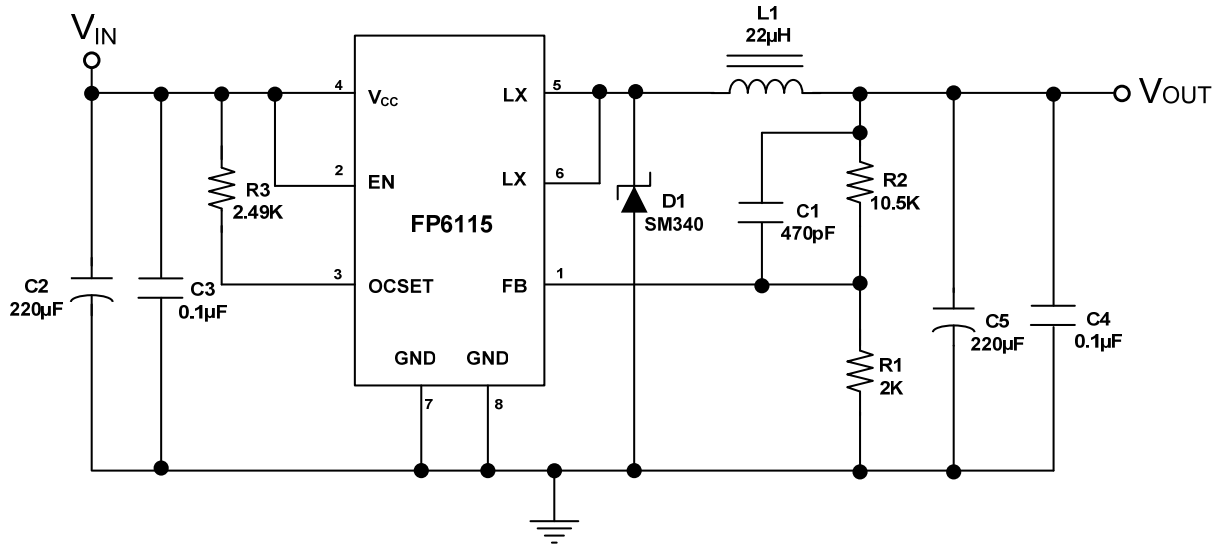 L1
22µH
VIN
VOUT
4
VCC
LX
5
2
EN
LX
6
R3
2.49K
FP6115
D1
SM340
C1
470pF
R2
10.5K
3
OCSET
FB
1
C2
220µF
C3
0.1µF
C5
220µF
C4
0.1µF
GND
GND
7
8
R1
2K